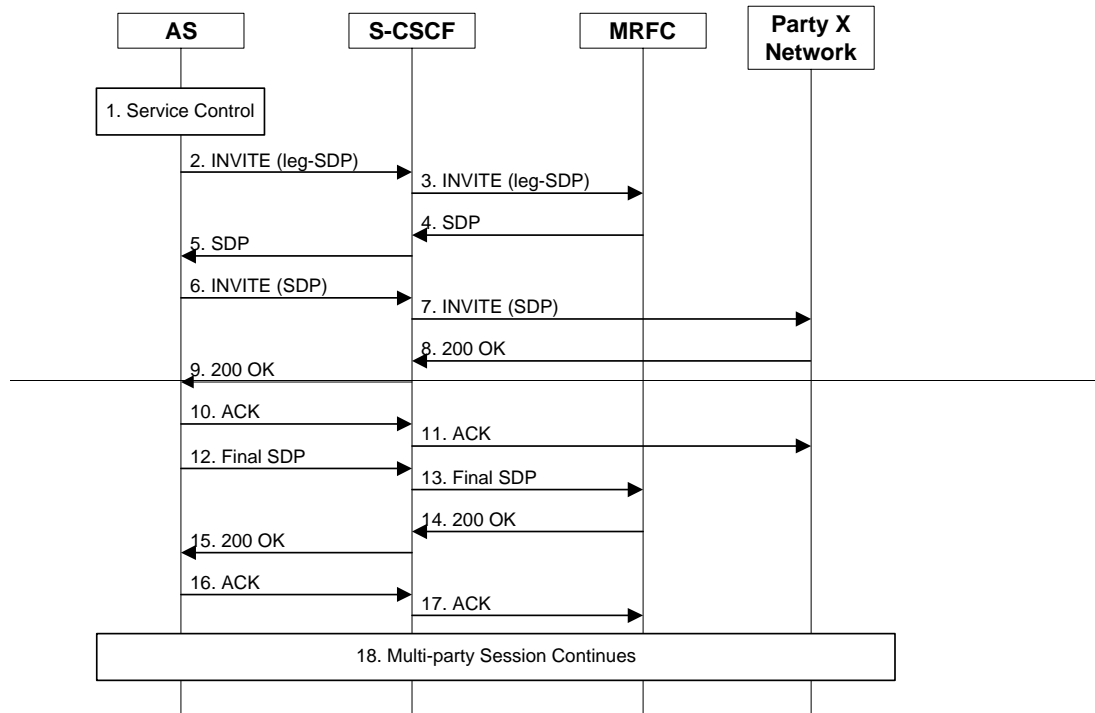 AS
S-CSCF
MRFC
Party X
Network
1. Service Control
2. INVITE (leg-SDP)
3. INVITE (leg-SDP)
4. SDP
5. SDP
6. INVITE (SDP)
7. INVITE (SDP)
8. 200 OK
9. 200 OK
10. ACK
11. ACK
12. Final SDP
13. Final SDP
14. 200 OK
15. 200 OK
16. ACK
17. ACK
18. Multi-party Session Continues